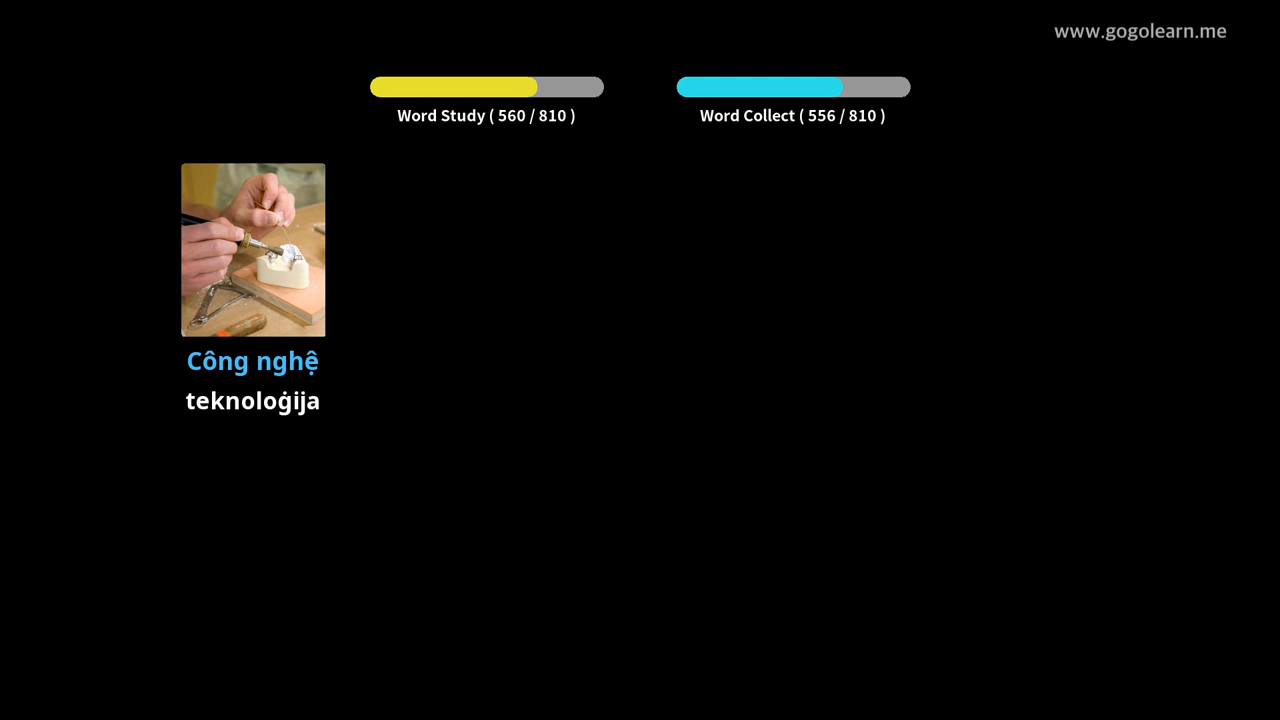 www.gogolearn.me
Word Study ( 560 / 810 )
Word Collect ( 556 / 810 )
Công nghệ
teknoloġija